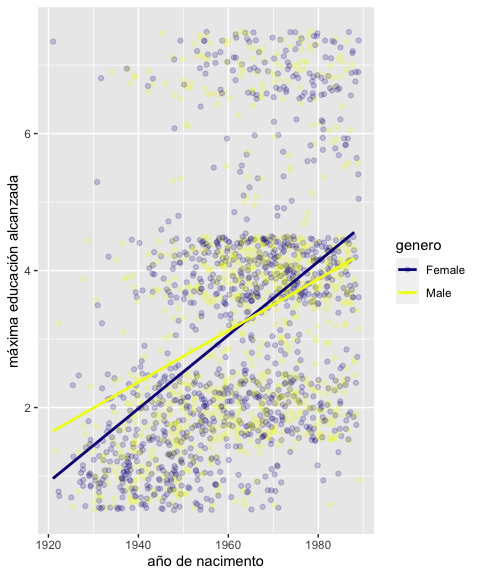 6
4
2
1920
1940
1960
1980
año de nacimento
máxima educación alcanzada
genero
Female
Male